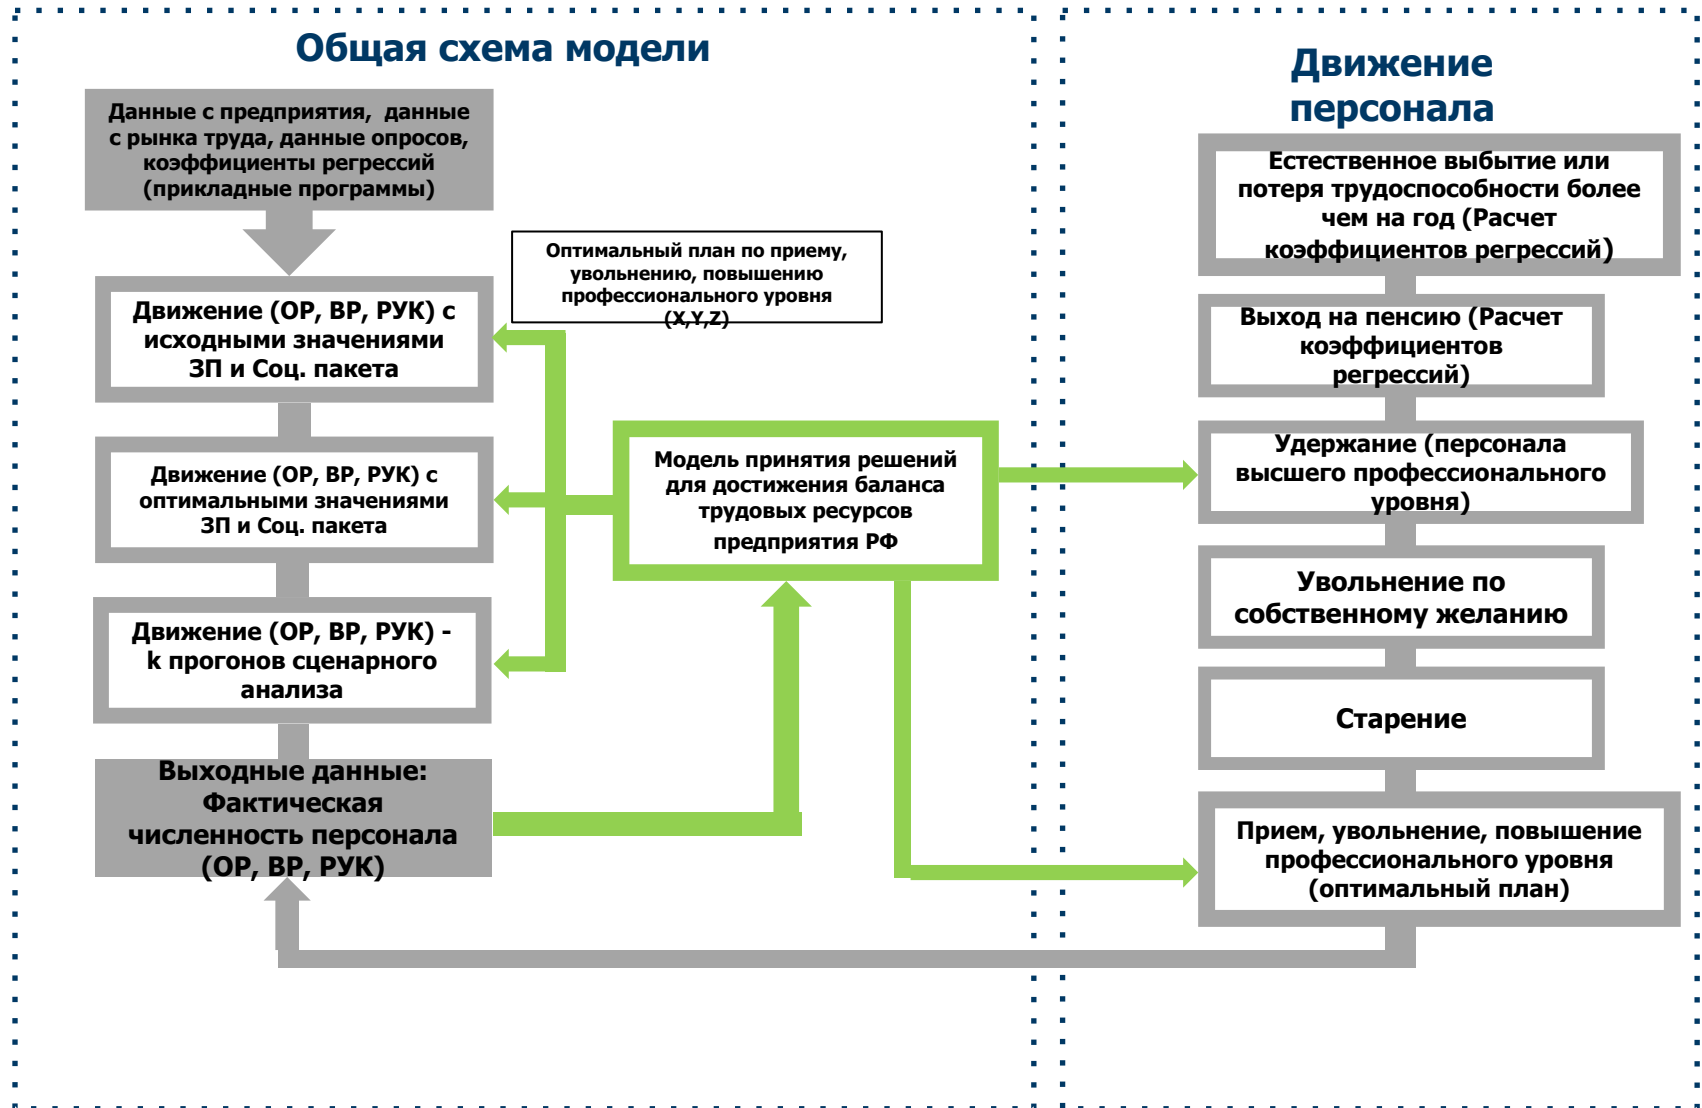 Общая схема модели
Данные с предприятия, данные
с рынка труда, данные опросов,
коэффициенты регрессий
(прикладные программы)
Оптимальный план по приему,
увольнению, повышению
профессионального уровня
(X,Y,Z)
Движение (ОР, ВР, РУК) с
исходными значениями
ЗП и Соц. пакета
Движение (ОР, ВР, РУК) с
оптимальными значениями
ЗП и Соц. пакета
Модель принятия решений
для достижения баланса
трудовых ресурсов
предприятия РФ
Движение (ОР, ВР, РУК) -
k прогонов сценарного
анализа
Выходные данные:
Фактическая
численность персонала
(ОР, ВР, РУК)
Движение
персонала
Естественное выбытие или
потеря трудоспособности более
чем на год (Расчет
коэффициентов регрессий)
Выход на пенсию (Расчет
коэффициентов
регрессий)
Удержание (персонала
высшего профессионального
уровня)
Увольнение по
собственному желанию
Старение
Прием, увольнение, повышение
профессионального уровня
(оптимальный план)